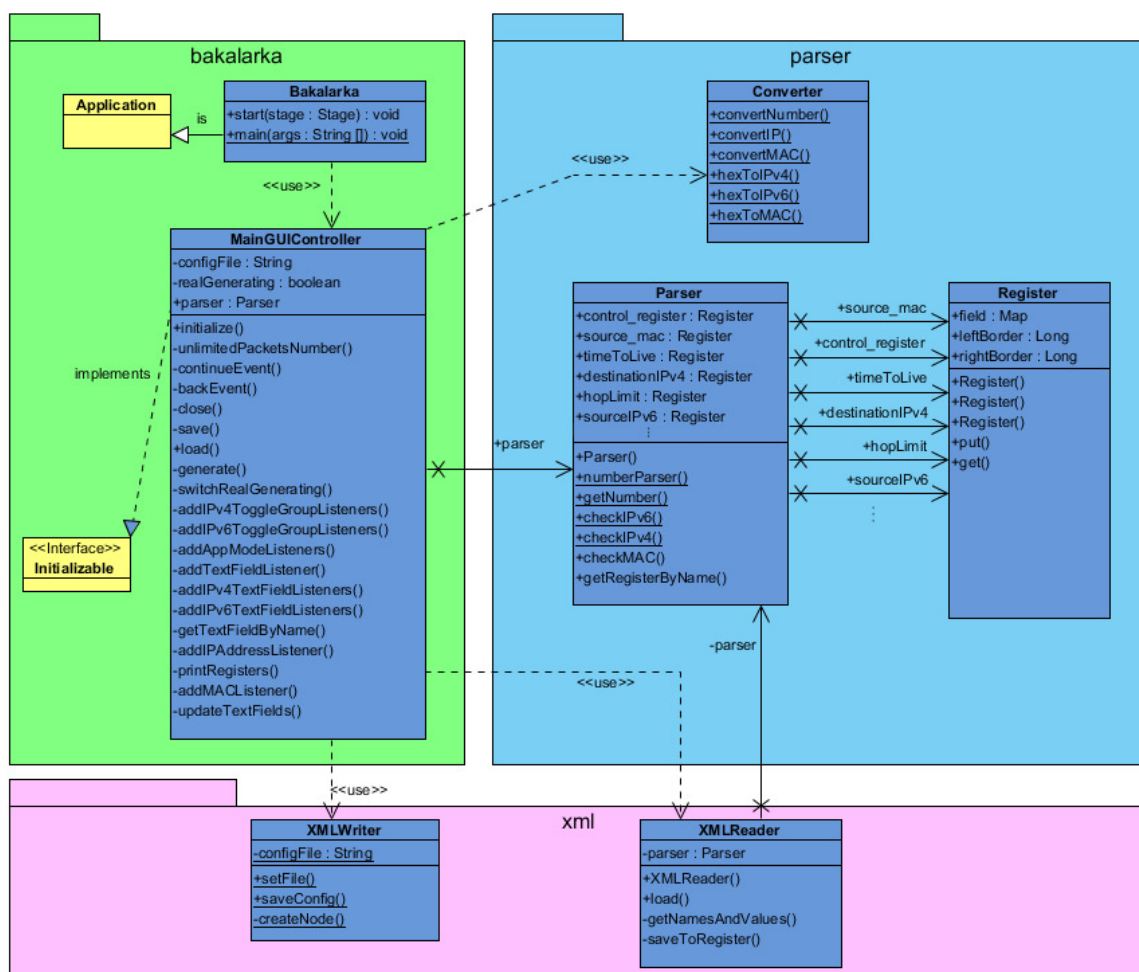 bakalarka
Application
Bakalarka
+start(stage : Stage) : void
+main(args : String []) : void
is
<<use>>
MainGUIController
-configFile : String
-realGenerating : boolean
+parser : Parser
+initialize()
-unlimitedPacketsNumber()
-continueEvent()
-backEvent()
-close()
-save()
+load()
-generate()
-switchRealGenerating()
-addIPv4ToggleGroupListeners()
-addIPv6ToggleGroupListeners()
-addAppModeListeners()
-addTextFieldListener()
-addIPv4TextFieldListeners()
-addIPv6TextFieldListeners()
-getTextFieldByName()
-addIPAddressListener()
-printRegisters()
-addMACListener()
-updateTextFields()
implements
<<Interface>>
Initializable
parser
Converter
+convertNumber()
+convertIP()
+convertMAC()
+hexToIPv4()
+hexToIPv6()
+hexToMAC()
<<use>>
+parser
Parser
+control_register : Register
+source_mac : Register
+timeToLive : Register
+destinationIPv4 : Register
+hopLimit : Register
+sourceIPv6 : Register
⋮
+Parser()
+numberParser()
+getNumber()
+checkIPv6()
+checkIPv4()
+checkMAC()
+getRegisterByName()
+source_mac
+control_register
+timeToLive
+destinationIPv4
+hopLimit
+sourceIPv6
⋮
Register
+field : Map
+leftBorder : Long
+rightBorder : Long
+Register()
+Register()
+Register()
+put()
+get()
-parser
<<use>>
<<use>>
xml
XMLWriter
-configFile : String
+setFile()
+saveConfig()
-createNode()
XMLReader
-parser : Parser
+XMLReader()
+load()
-getNamesAndValues()
-saveToRegister()